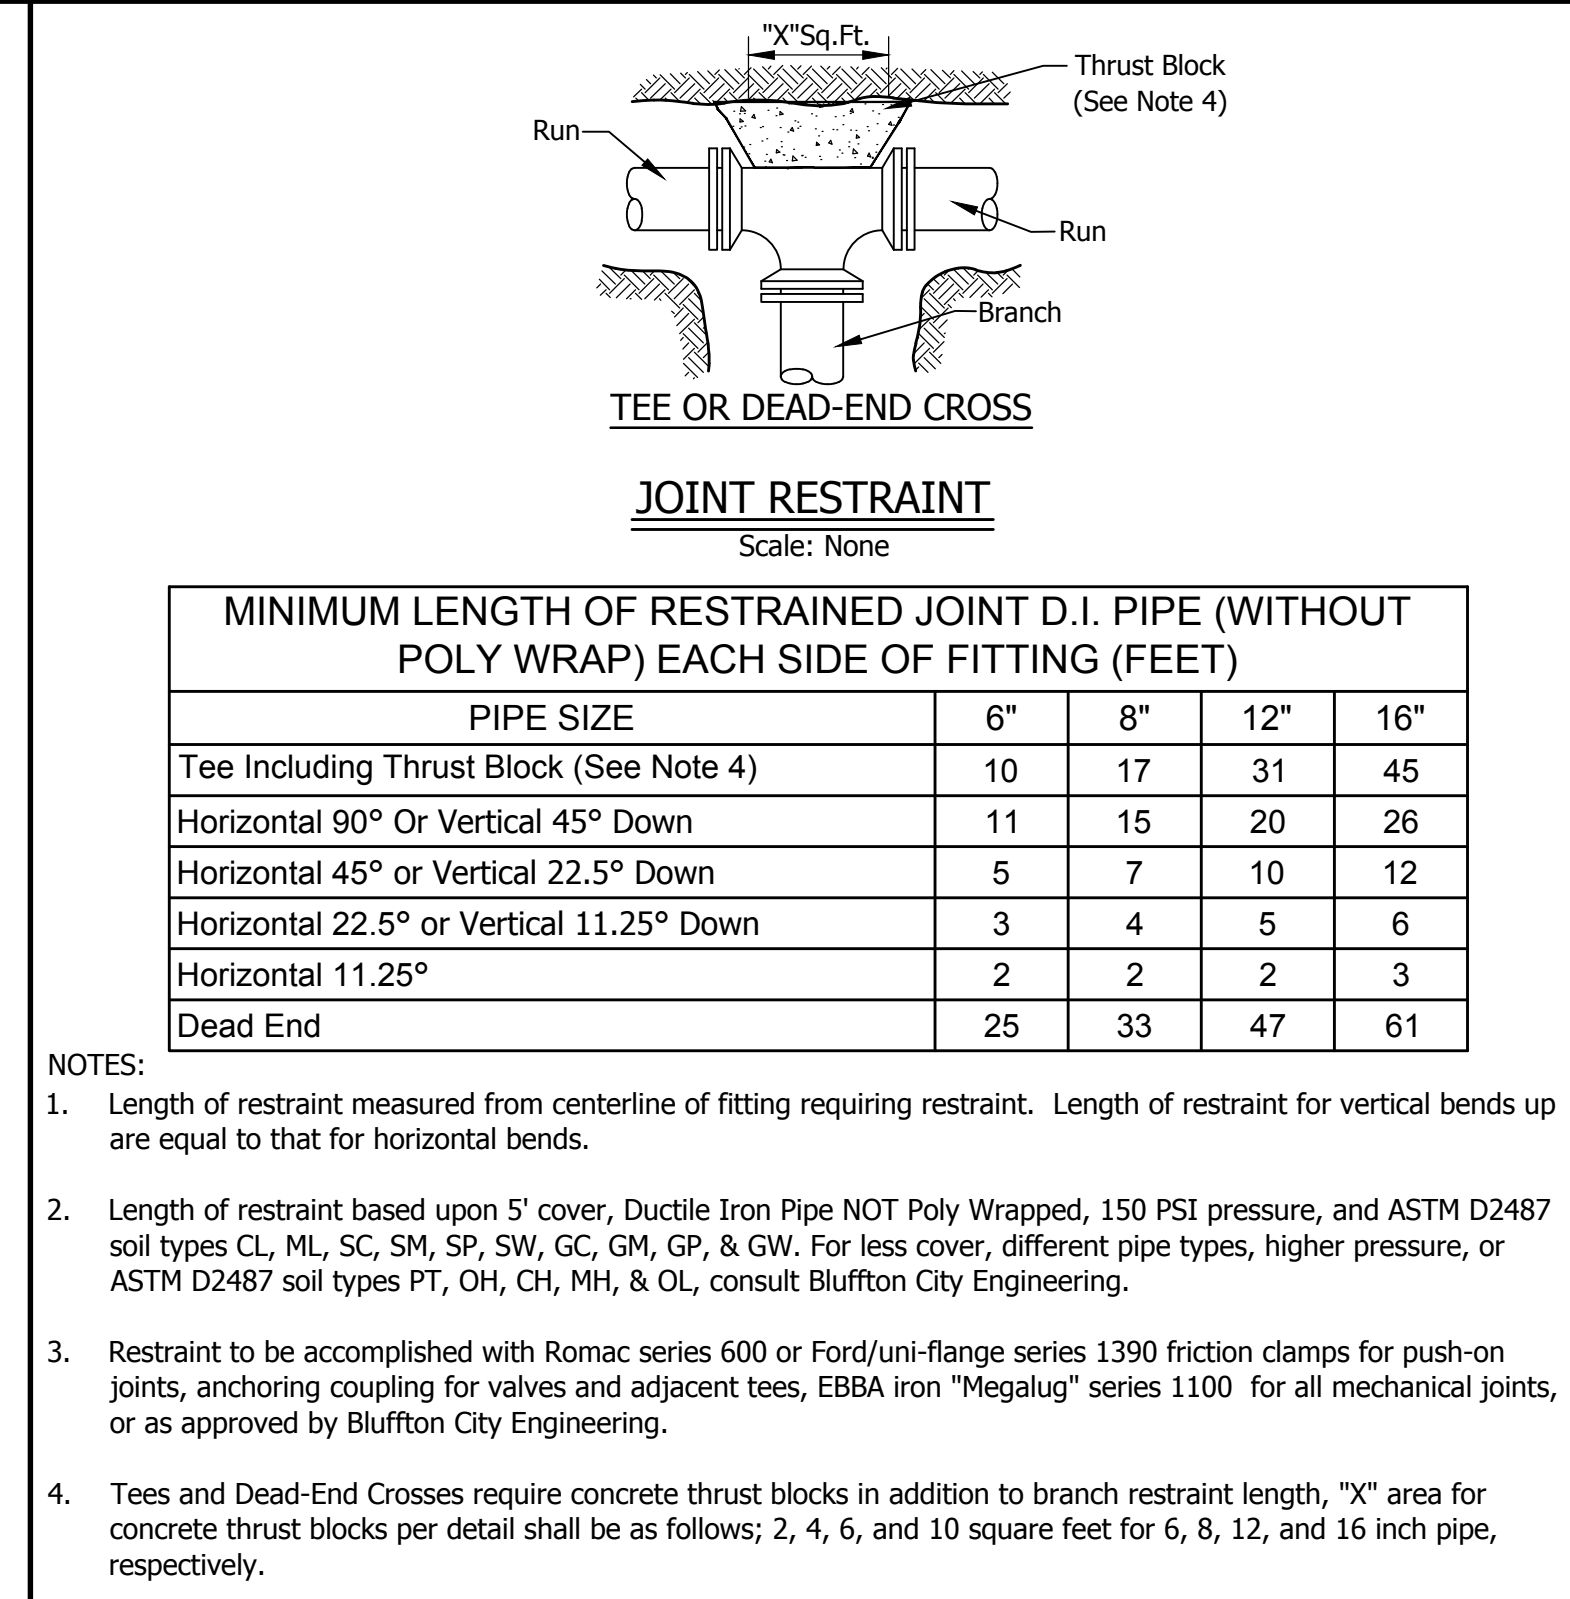 "X"Sq.Ft.
Thrust Block
(See Note 4)
Run
Run
Branch
TEE OR DEAD-END CROSS
JOINT RESTRAINT
Scale: None
MINIMUM LENGTH OF RESTRAINED JOINT D.I. PIPE (WITHOUT
POLY WRAP) EACH SIDE OF FITTING (FEET)
PIPE SIZE 6" 8" 12" 16"
Tee Including Thrust Block (See Note 4) 10 17 31 45
Horizontal 90° Or Vertical 45° Down 11 15 20 26
Horizontal 45° or Vertical 22.5° Down 5 7 10 12
Horizontal 22.5° or Vertical 11.25° Down 3 4 5 6
Horizontal 11.25° 2 2 2 3
Dead End 25 33 47 61
NOTES:
1. Length of restraint measured from centerline of fitting requiring restraint. Length of restraint for vertical bends up
are equal to that for horizontal bends.
2. Length of restraint based upon 5' cover, Ductile Iron Pipe NOT Poly Wrapped, 150 PSI pressure, and ASTM D2487
soil types CL, ML, SC, SM, SP, SW, GC, GM, GP, & GW. For less cover, different pipe types, higher pressure, or
ASTM D2487 soil types PT, OH, CH, MH, & OL, consult Bluffton City Engineering.
3. Restraint to be accomplished with Romac series 600 or Ford/uni-flange series 1390 friction clamps for push-on
joints, anchoring coupling for valves and adjacent tees, EBBA iron "Megalug" series 1100 for all mechanical joints,
or as approved by Bluffton City Engineering.
4. Tees and Dead-End Crosses require concrete thrust blocks in addition to branch restraint length, "X" area for
concrete thrust blocks per detail shall be as follows; 2, 4, 6, and 10 square feet for 6, 8, 12, and 16 inch pipe,
respectively.